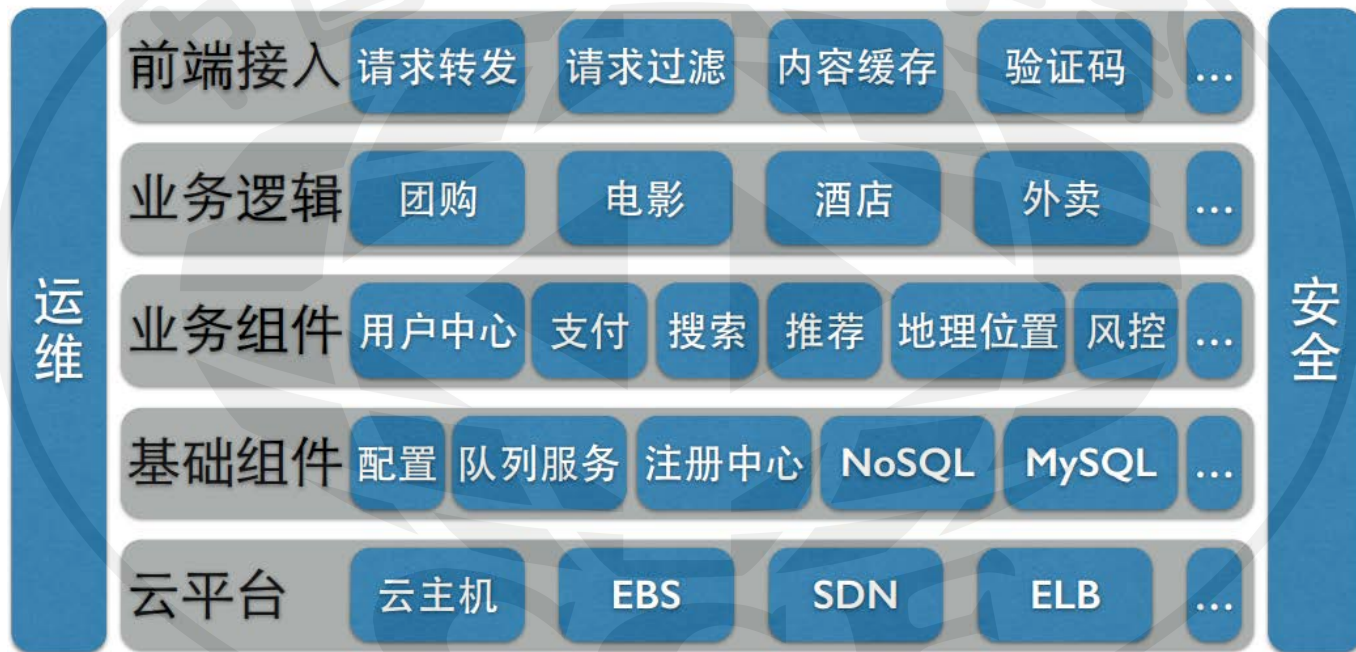 运维
前端接入 请求转发 请求过滤 内容缓存 验证码 ...
业务逻辑 团购 电影 酒店 外卖 ...
业务组件 用户中心 支付 搜索 推荐 地理位置 风控 ...
基础组件 配置 队列服务 注册中心 NoSQL MySQL ...
云平台 云主机 EBS SDN ELB ...
安全